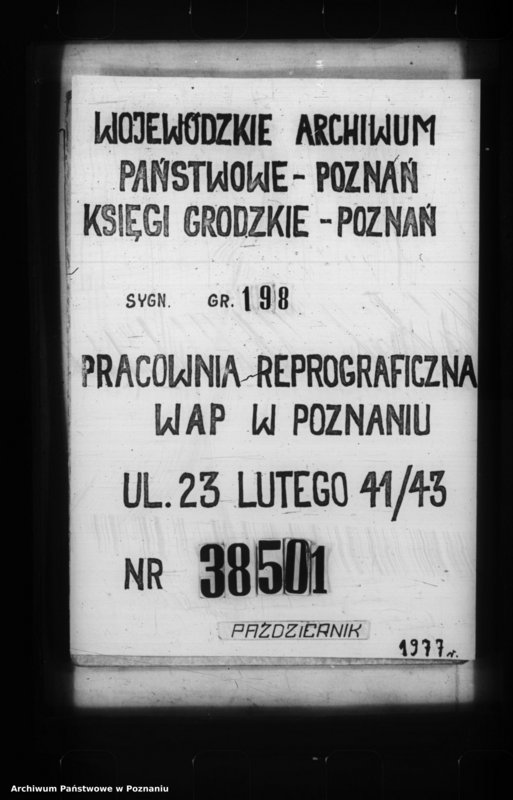 WOJEWÓDZKIE ARCHIWUM
PAŃSTWOWE - POZNAŃ
KSIĘGI GRODZKIE - POZNAŃ
SYGN. GR. 198
PRACOWNIA REPROGRAFICZNA
WAP W POZNANIU
UL. 23 LUTEGO 41/43
NR 38501
PAŹDZIERNIK
1977 r.
Archiwum Państwowe w Poznaniu